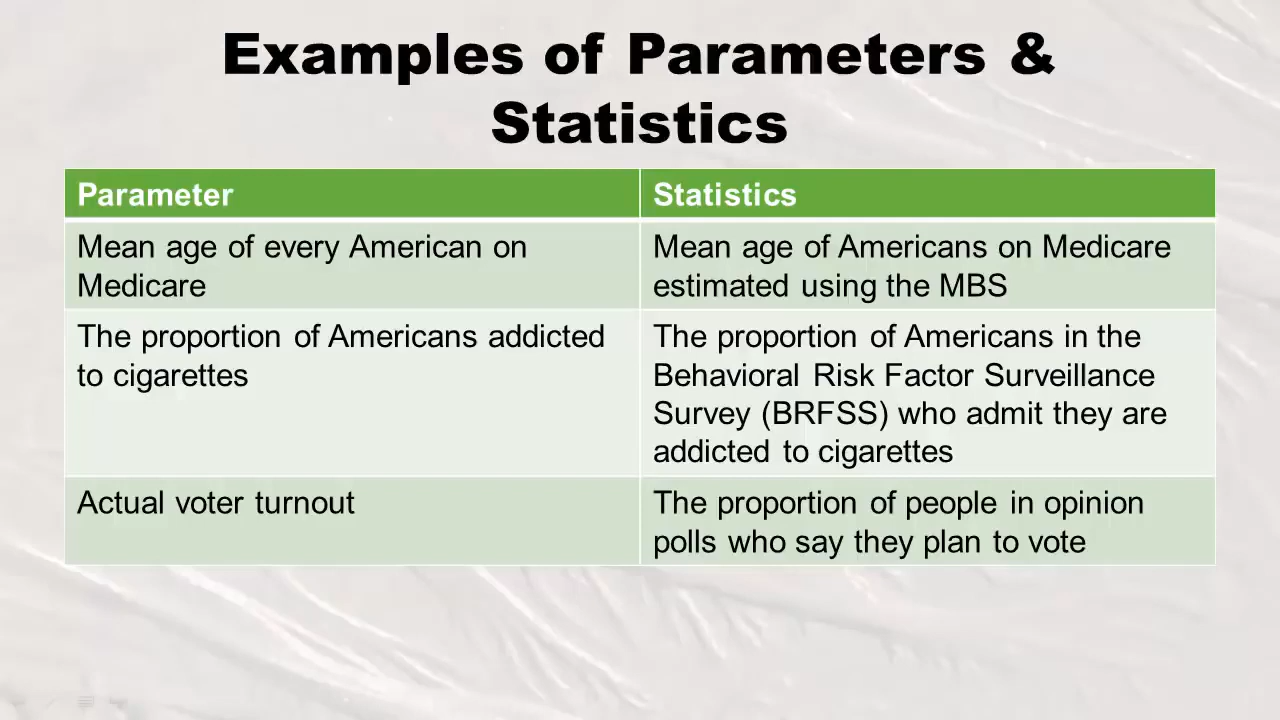 Examples of Parameters &
Statistics
Parameter
Statistics
Mean age of every American on
Medicare
Mean age of Americans on Medicare
estimated using the MBS
The proportion of Americans addicted
to cigarettes
The proportion of Americans in the
Behavioral Risk Factor Surveillance
Survey (BRFSS) who admit they are
addicted to cigarettes
Actual voter turnout
The proportion of people in opinion
polls who say they plan to vote